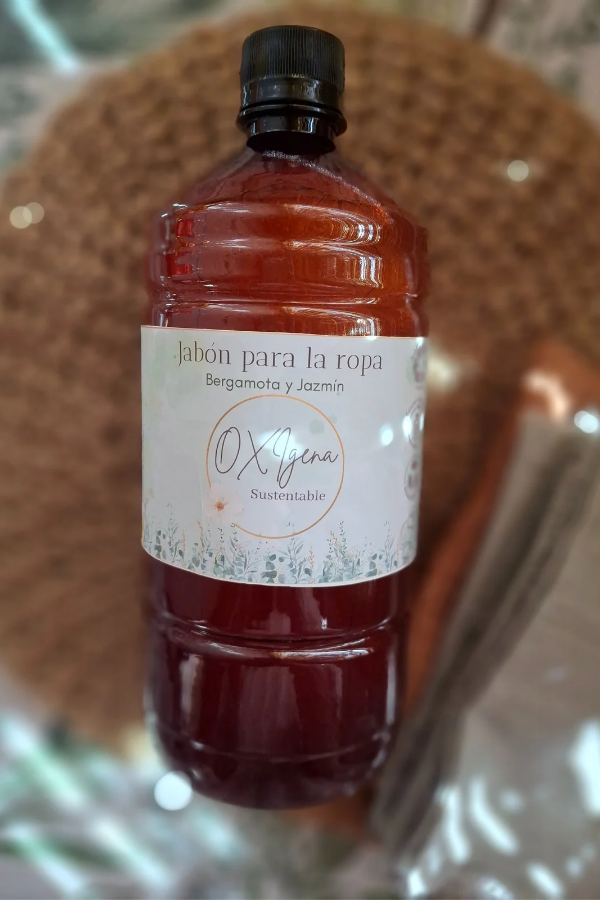 Jabón para la ropa
Bergamota y Jazmín
OXIgena
Sustentable